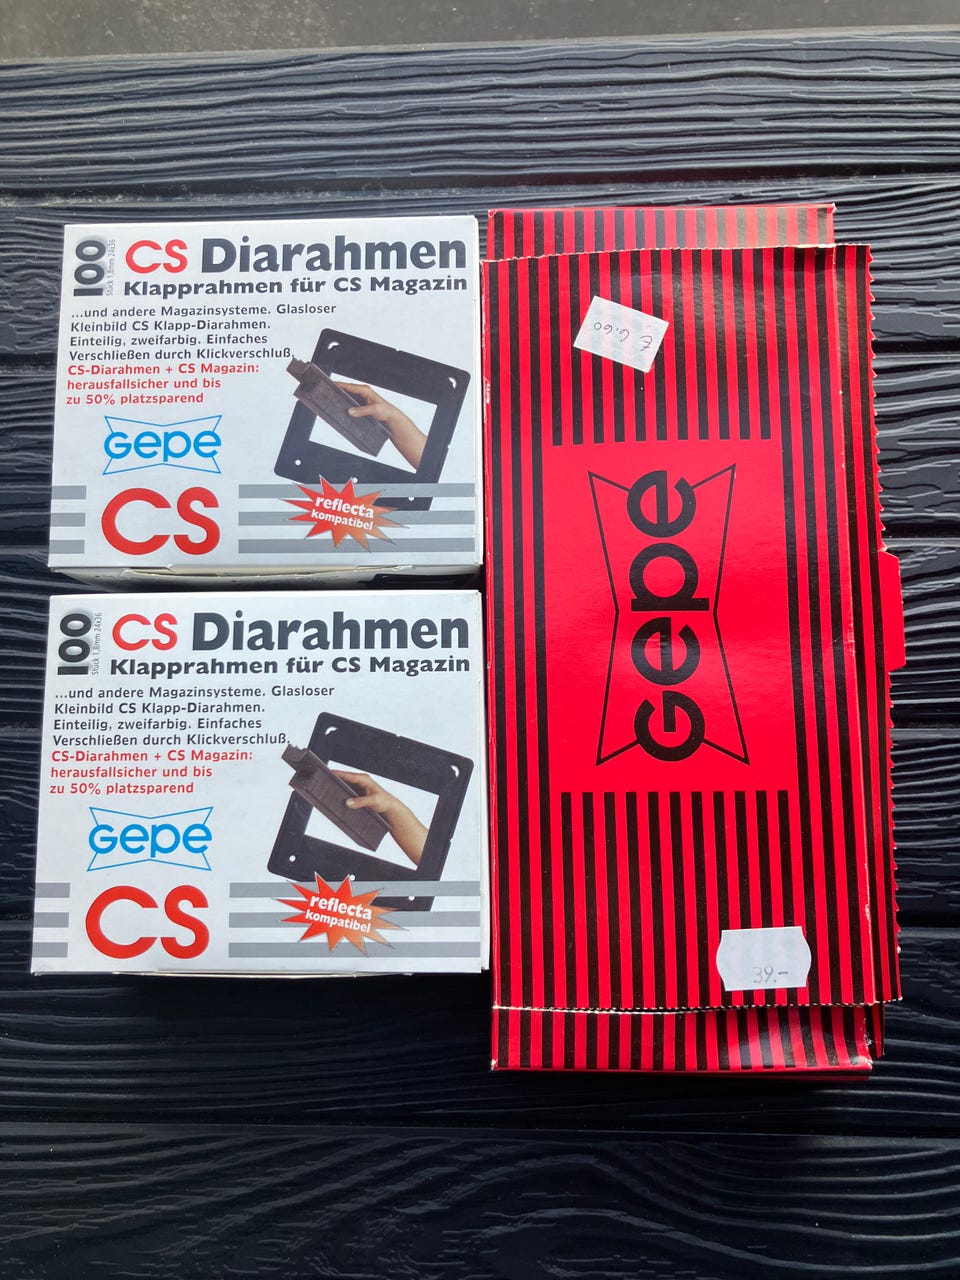 100
Stück 1,8mm 24x36
CS Diarahmen
Klapprahmen für CS Magazin
...und andere Magazinsysteme. Glasloser
Kleinbild CS Klapp-Diarahmen.
Einteilig, zweifarbig. Einfaches
Verschließen durch Klickverschluß.
CS-Diarahmen + CS Magazin:
herausfallsicher und bis
zu 50% platzsparend
Gepe
CS
reflecta
kompatibel
100
Stück 1,8mm 24x36
CS Diarahmen
Klapprahmen für CS Magazin
...und andere Magazinsysteme. Glasloser
Kleinbild CS Klapp-Diarahmen.
Einteilig, zweifarbig. Einfaches
Verschließen durch Klickverschluß.
CS-Diarahmen + CS Magazin:
herausfallsicher und bis
zu 50% platzsparend
Gepe
CS
reflecta
kompatibel
£ 6.60
Gepe
39.-